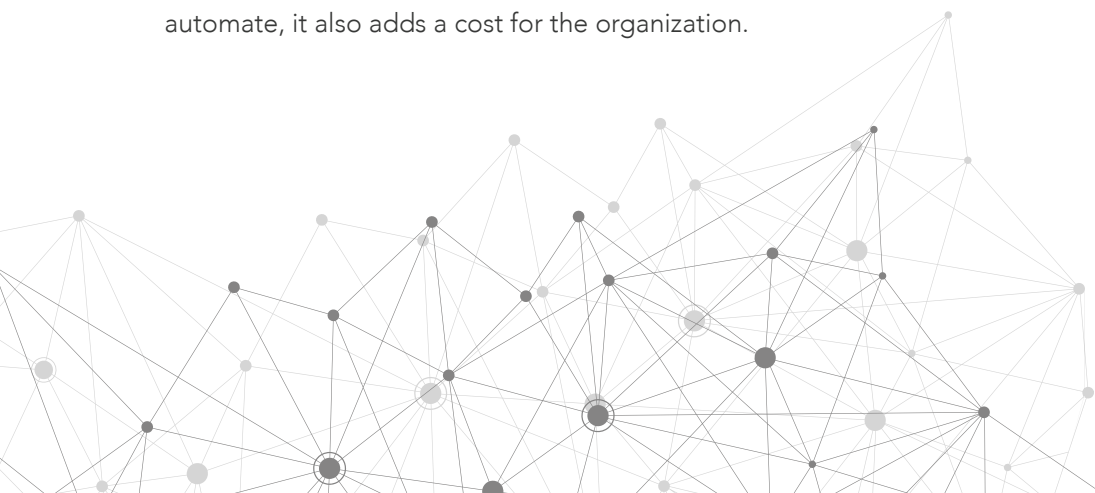 automate, it also adds a cost for the organization.